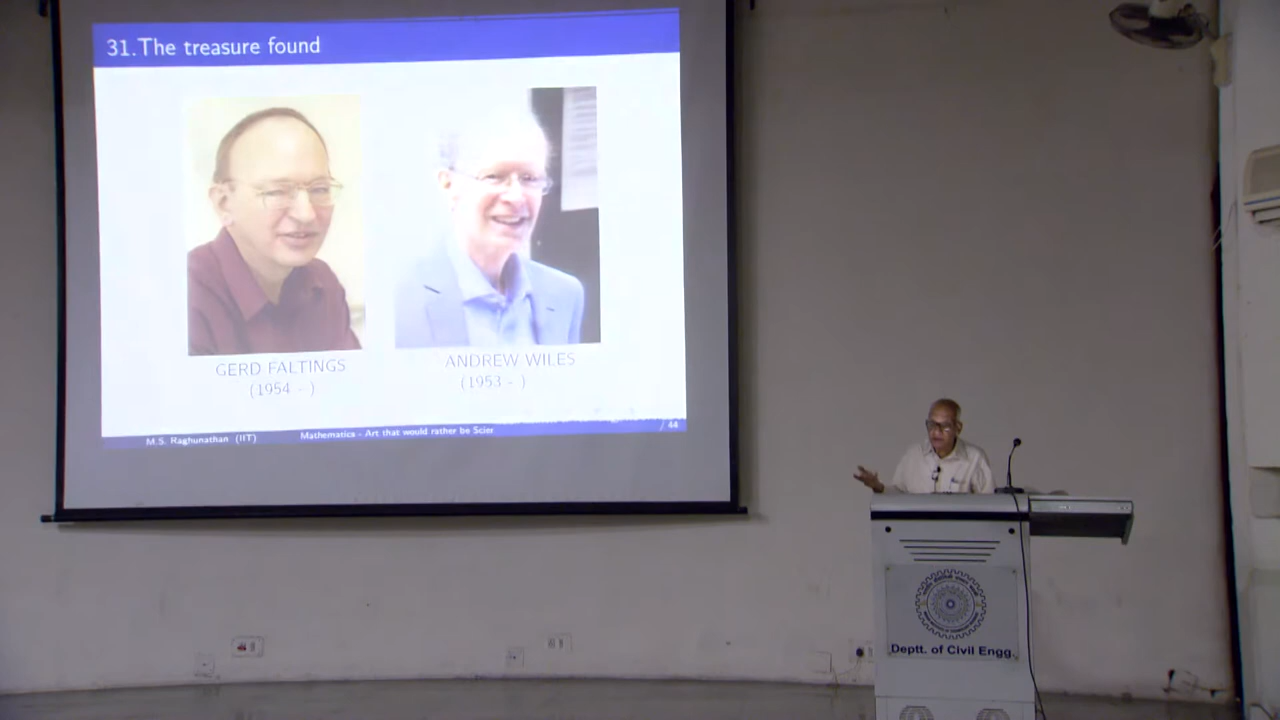 31.The treasure found
GERD FALTINGS
(1954 - )
ANDREW WILES
(1953 - )
M.S. Raghunathan (IIT)
Mathematica - Art that would rather be Scier
/ 44
Deptt. of Civil Engg.